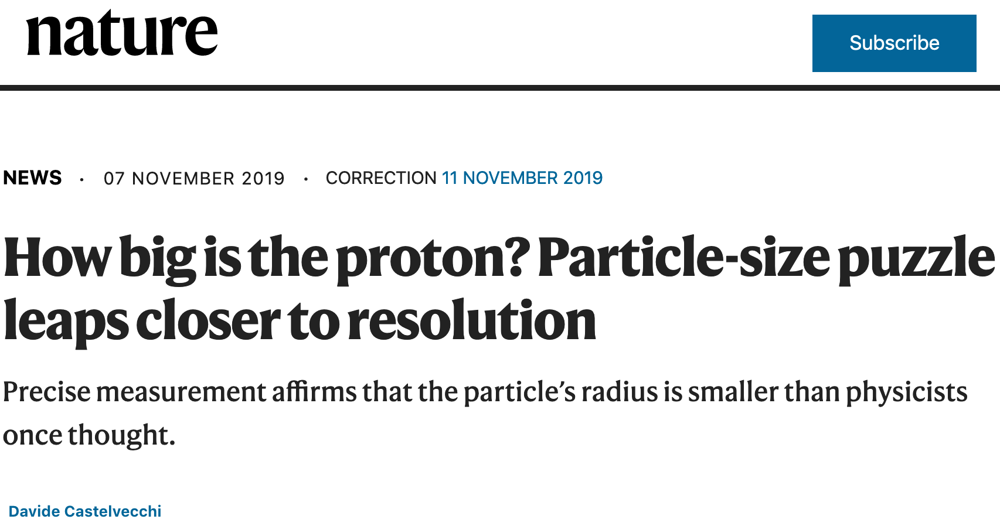 nature
Subscribe
NEWS · 07 NOVEMBER 2019 · CORRECTION 11 NOVEMBER 2019
How big is the proton? Particle-size puzzle
leaps closer to resolution
Precise measurement affirms that the particle’s radius is smaller than physicists
once thought.
Davide Castelvecchi